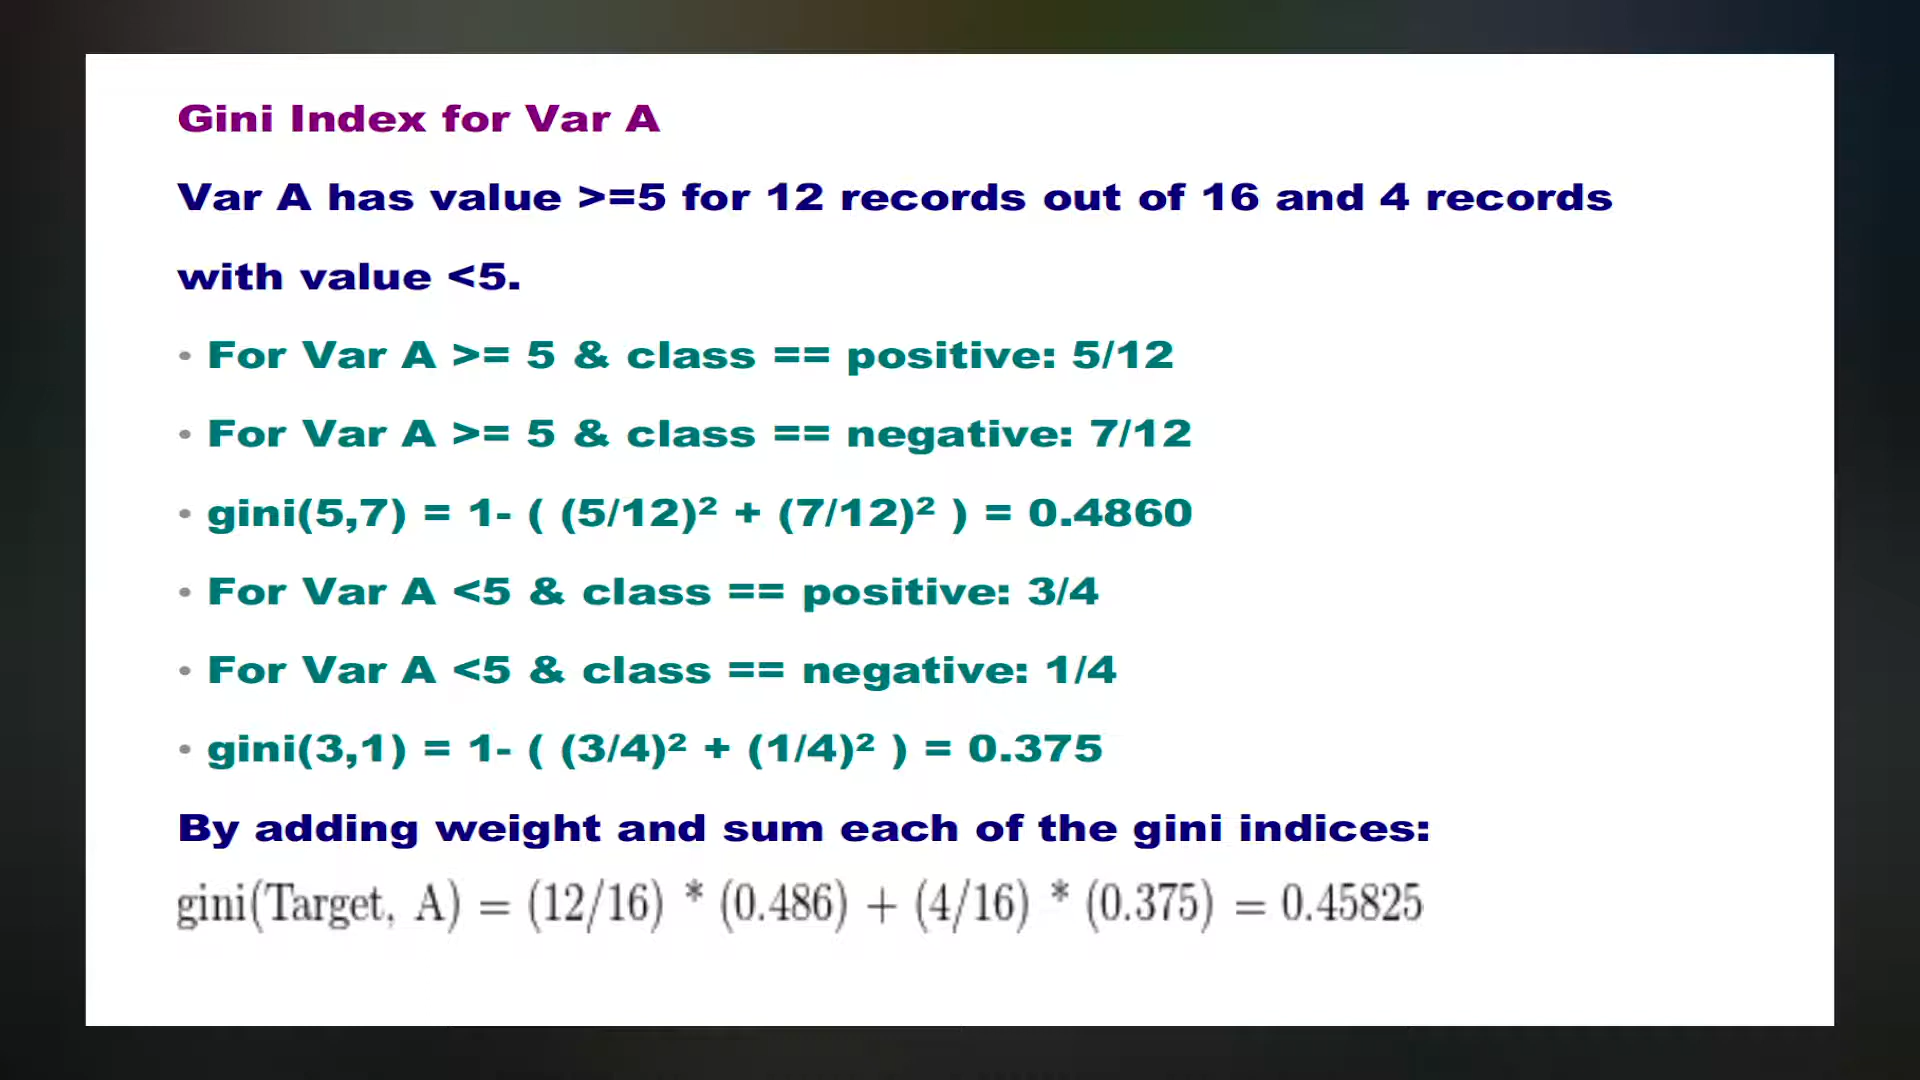 Gini Index for Var A
Var A has value >=5 for 12 records out of 16 and 4 records
with value <5.
• For Var A >= 5 & class == positive: 5/12
• For Var A >= 5 & class == negative: 7/12
• gini(5,7) = 1- ( (5/12)² + (7/12)² ) = 0.4860
• For Var A <5 & class == positive: 3/4
• For Var A <5 & class == negative: 1/4
• gini(3,1) = 1- ( (3/4)² + (1/4)² ) = 0.375
By adding weight and sum each of the gini indices:
gini(Target, A) = (12/16) * (0.486) + (4/16) * (0.375) = 0.45825